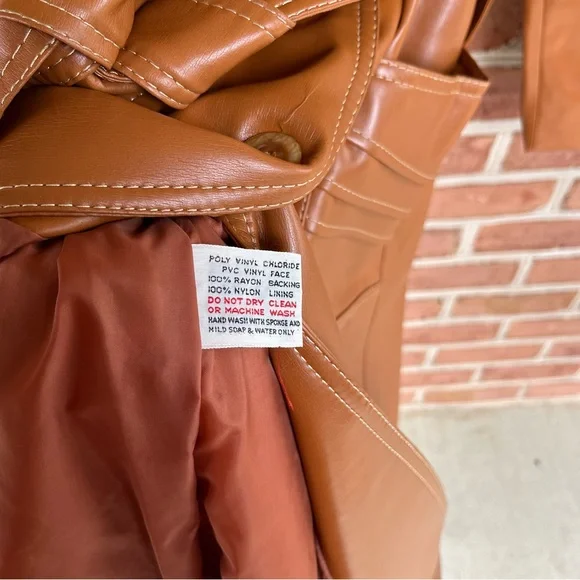 POLY VINYL CHLORIDE
PVC VINYL FACE
100% RAYON BACKING
100% NYLON LINING
DO NOT DRY CLEAN
OR MACHINE WASH
HAND WASH WITH SPONGE AND
MILD SOAP & WATER ONLY